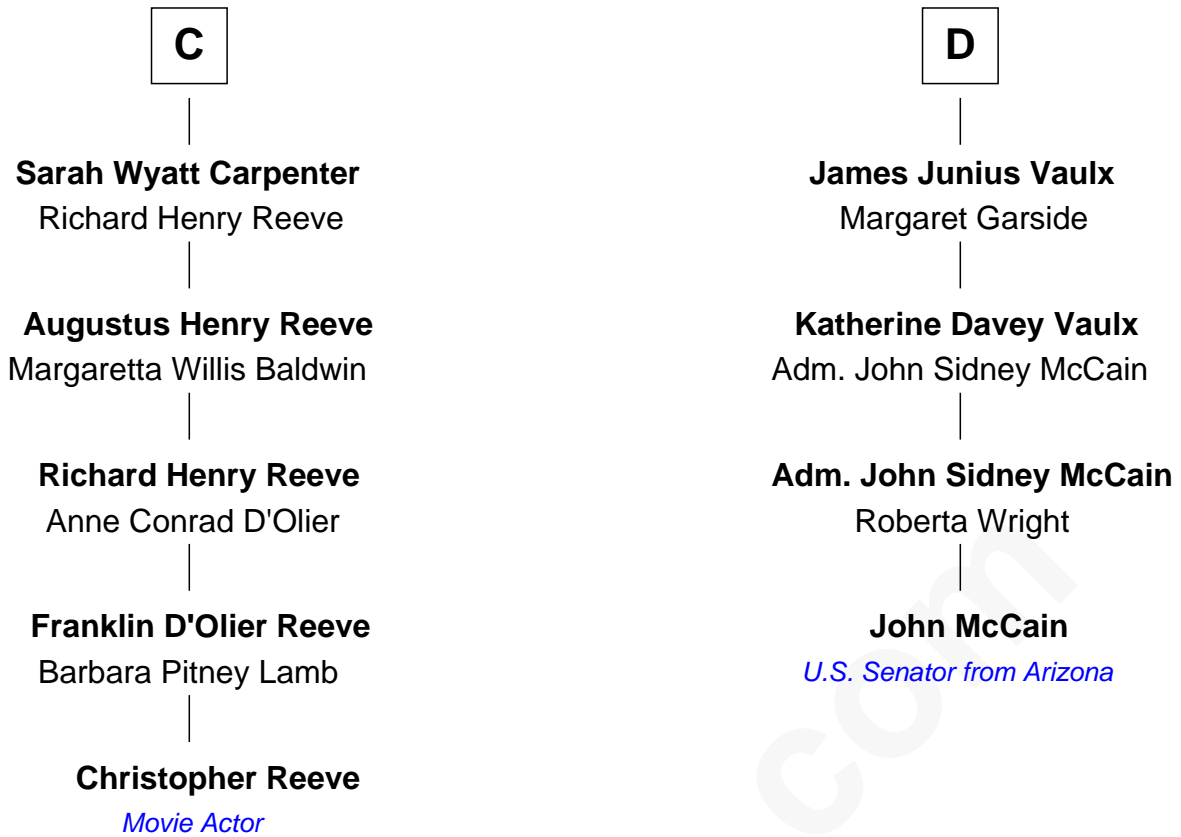 C
Sarah Wyatt Carpenter
Richard Henry Reeve
Augustus Henry Reeve
Margaretta Willis Baldwin
Richard Henry Reeve
Anne Conrad D'Olier
Franklin D'Olier Reeve
Barbara Pitney Lamb
Christopher Reeve
Movie Actor
D
James Junius Vaulx
Margaret Garside
Katherine Davey Vaulx
Adm. John Sidney McCain
Adm. John Sidney McCain
Roberta Wright
John McCain
U.S. Senator from Arizona
com